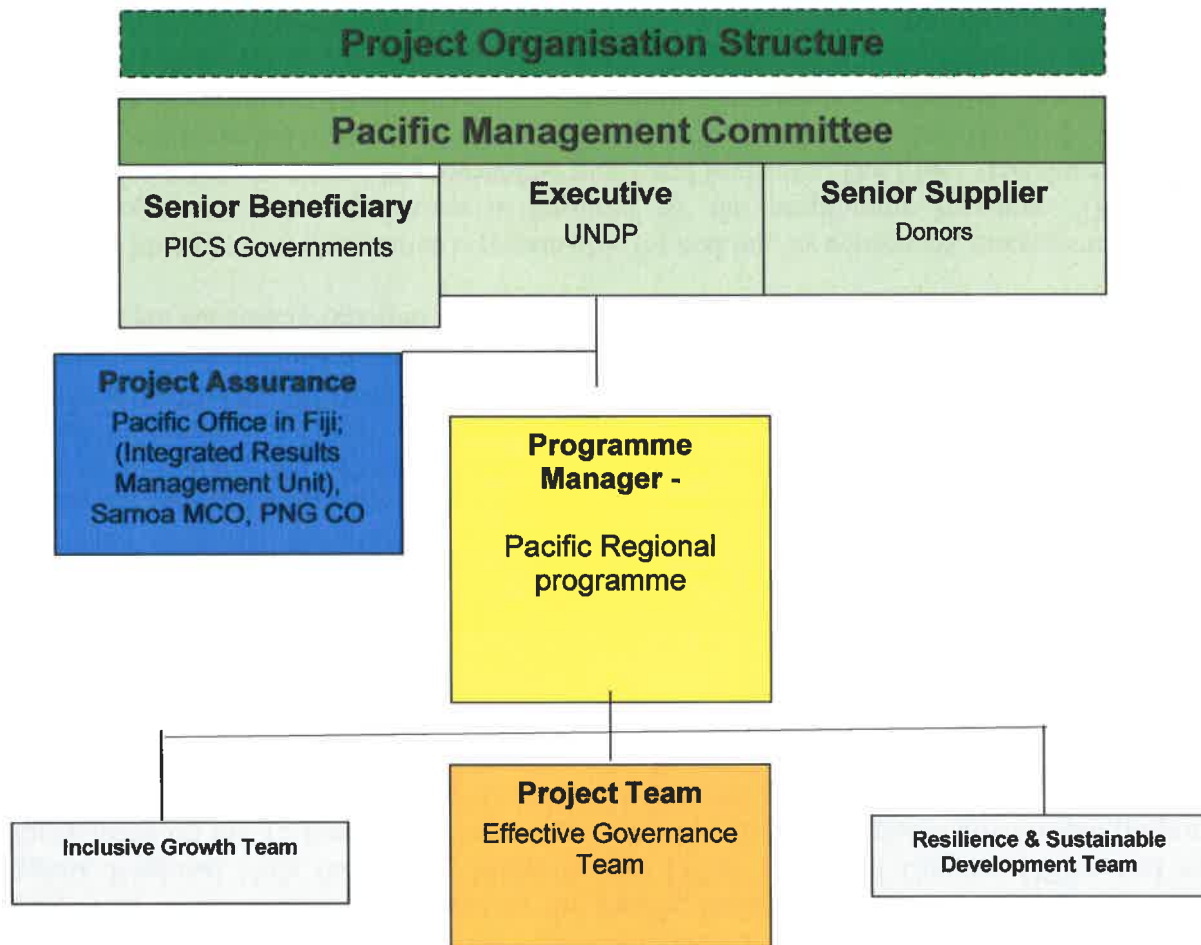 Project Organisation Structure
Pacific Management Committee
Senior Beneficiary
PICS Governments
Executive
UNDP
Senior Supplier
Donors
Project Assurance
Pacific Office in Fiji;
(Integrated Results
Management Unit),
Samoa MCO, PNG CO
Programme
Manager -
Pacific Regional
programme
Inclusive Growth Team
Project Team
Effective Governance
Team
Resilience & Sustainable
Development Team